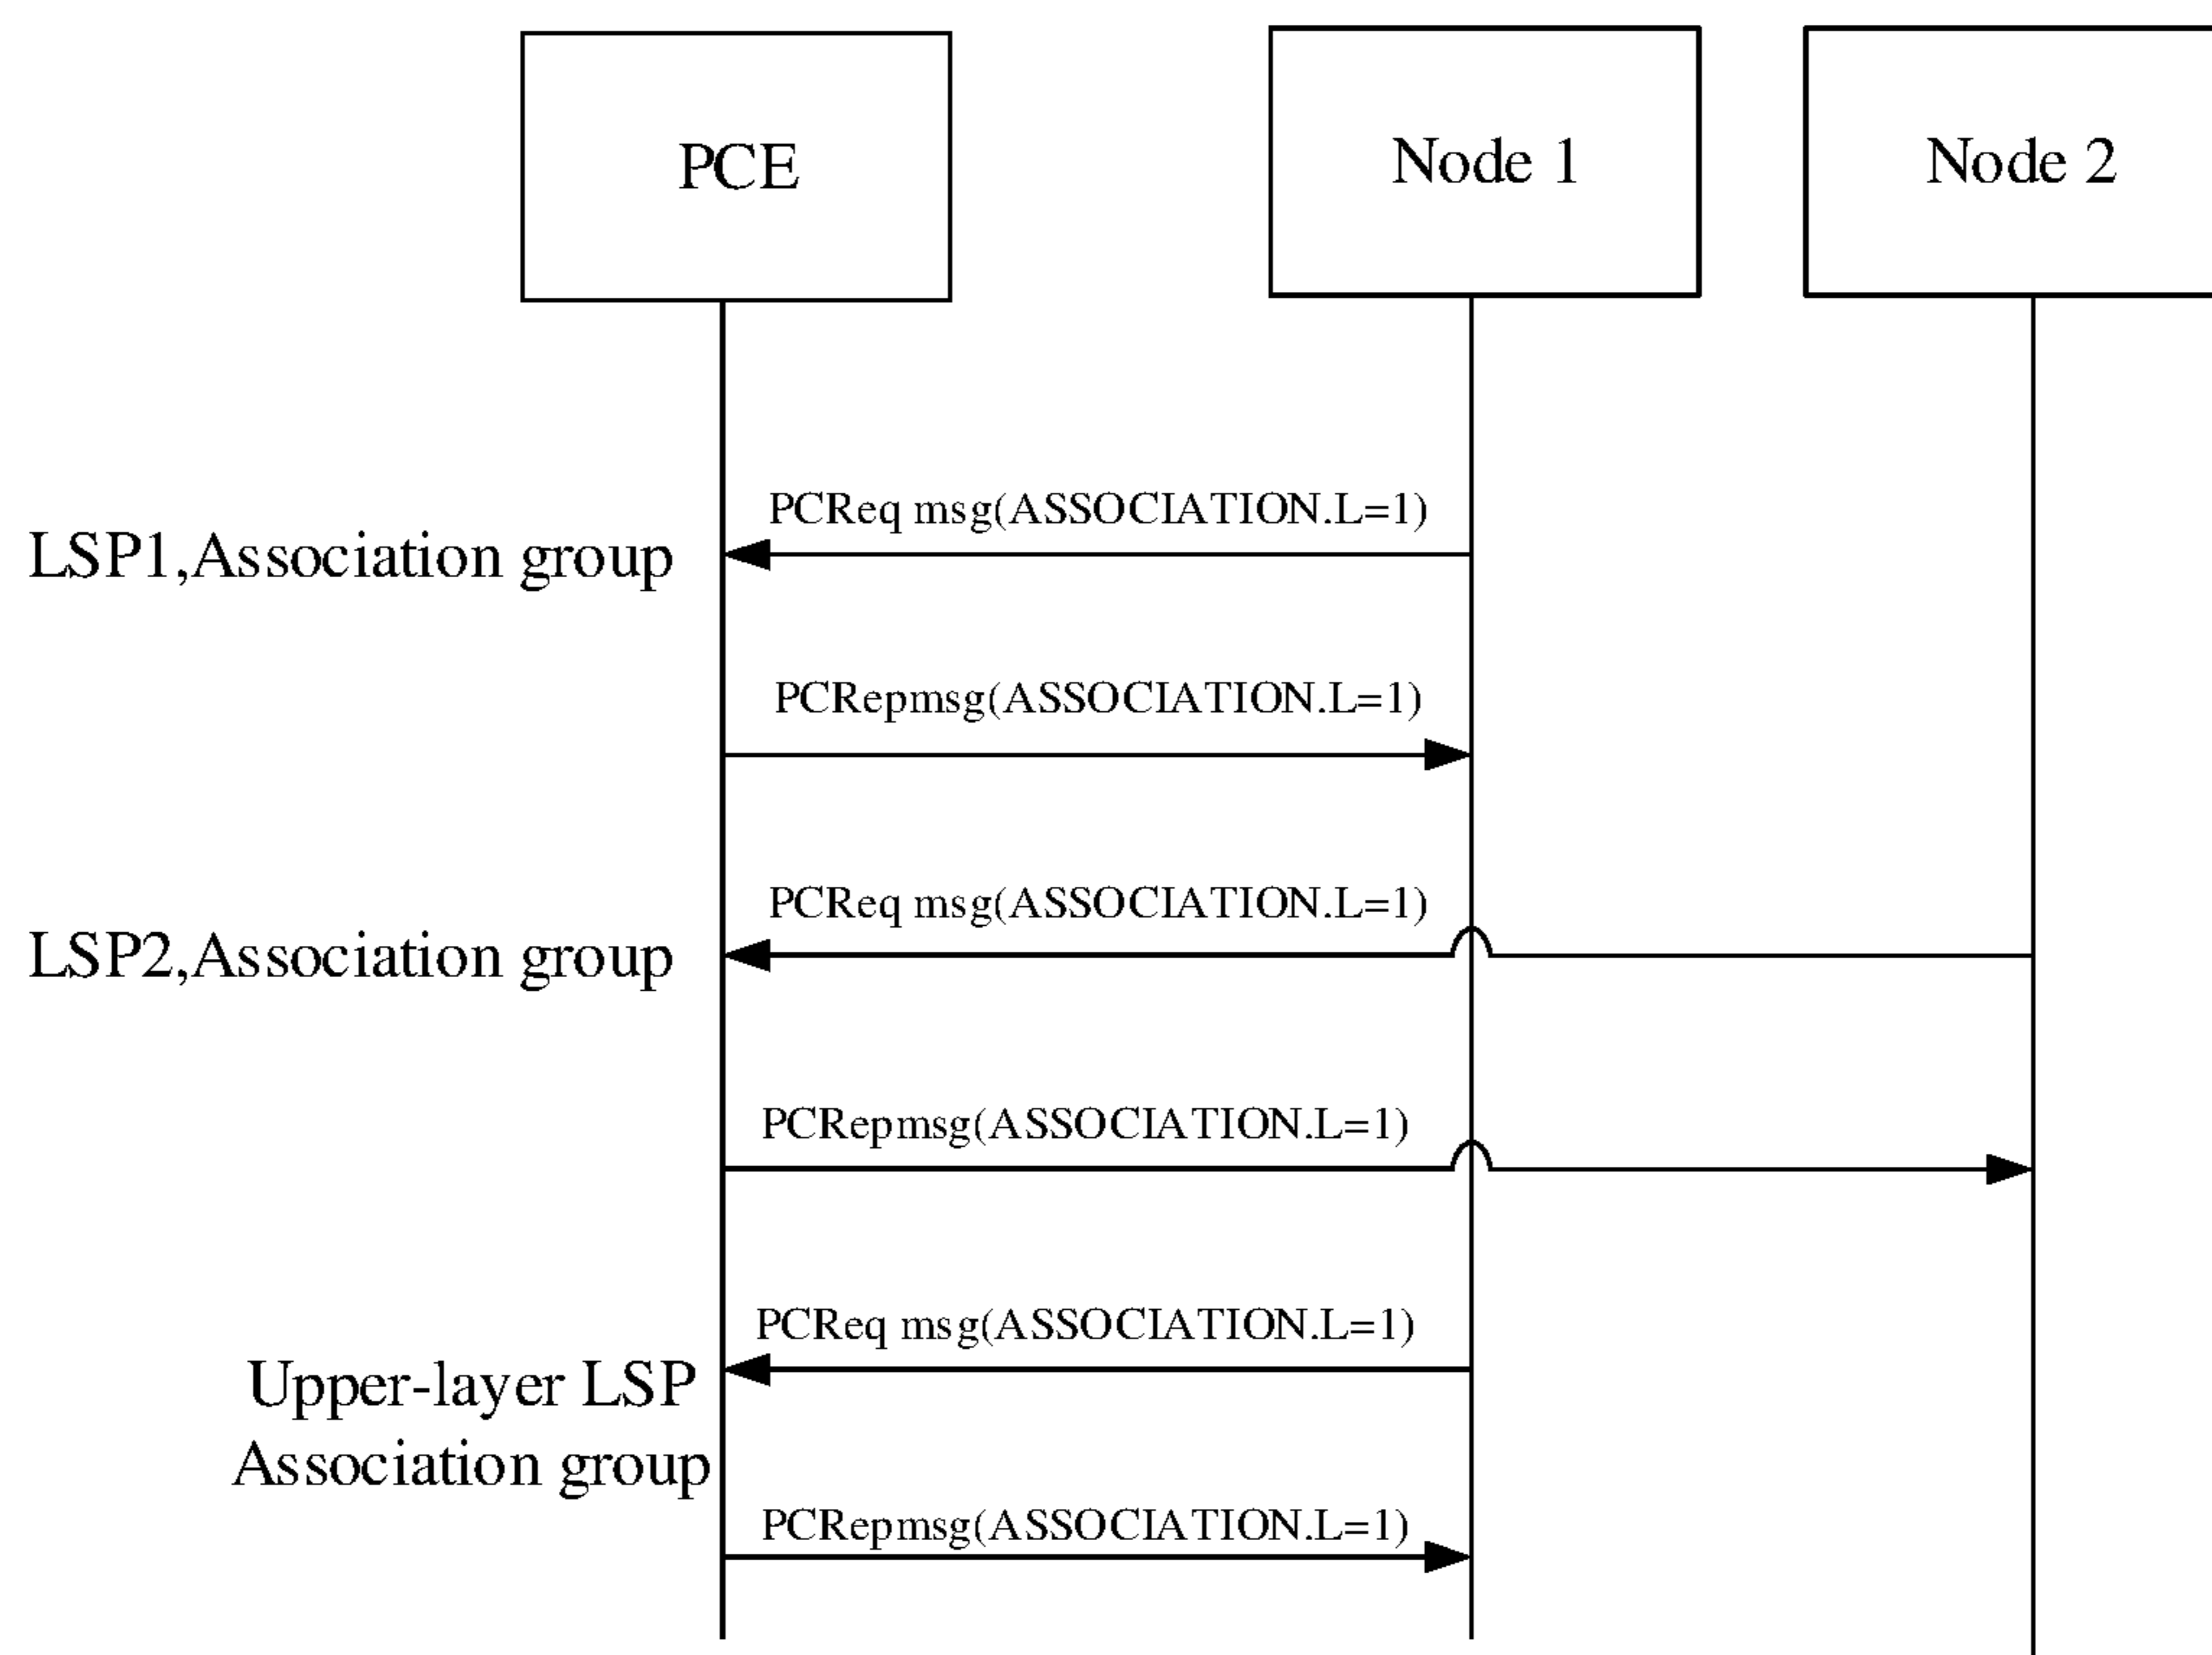 PCE
Node 1
Node 2
PCReq msg(ASSOCIATION.L=1)
LSP1,Association group
PCRepmsg(ASSOCIATION.L=1)
PCReq msg(ASSOCIATION.L=1)
LSP2,Association group
PCRepmsg(ASSOCIATION.L=1)
PCReq msg(ASSOCIATION.L=1)
Upper-layer LSP
Association group
PCRepmsg(ASSOCIATION.L=1)